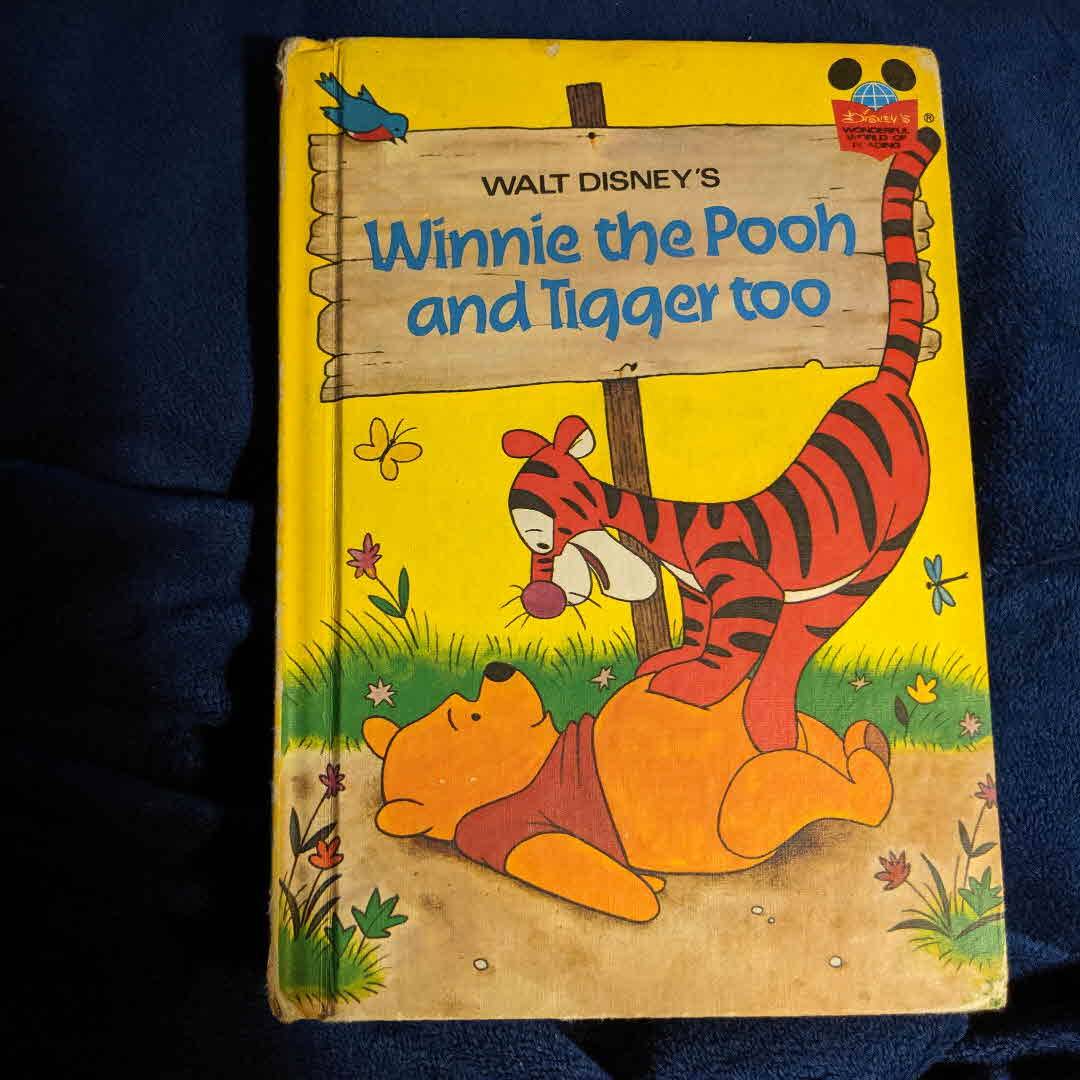 DISNEY'S ®
WONDERFUL
WORLD OF
READING
WALT DISNEY'S
Winnie the Pooh
and Tigger too